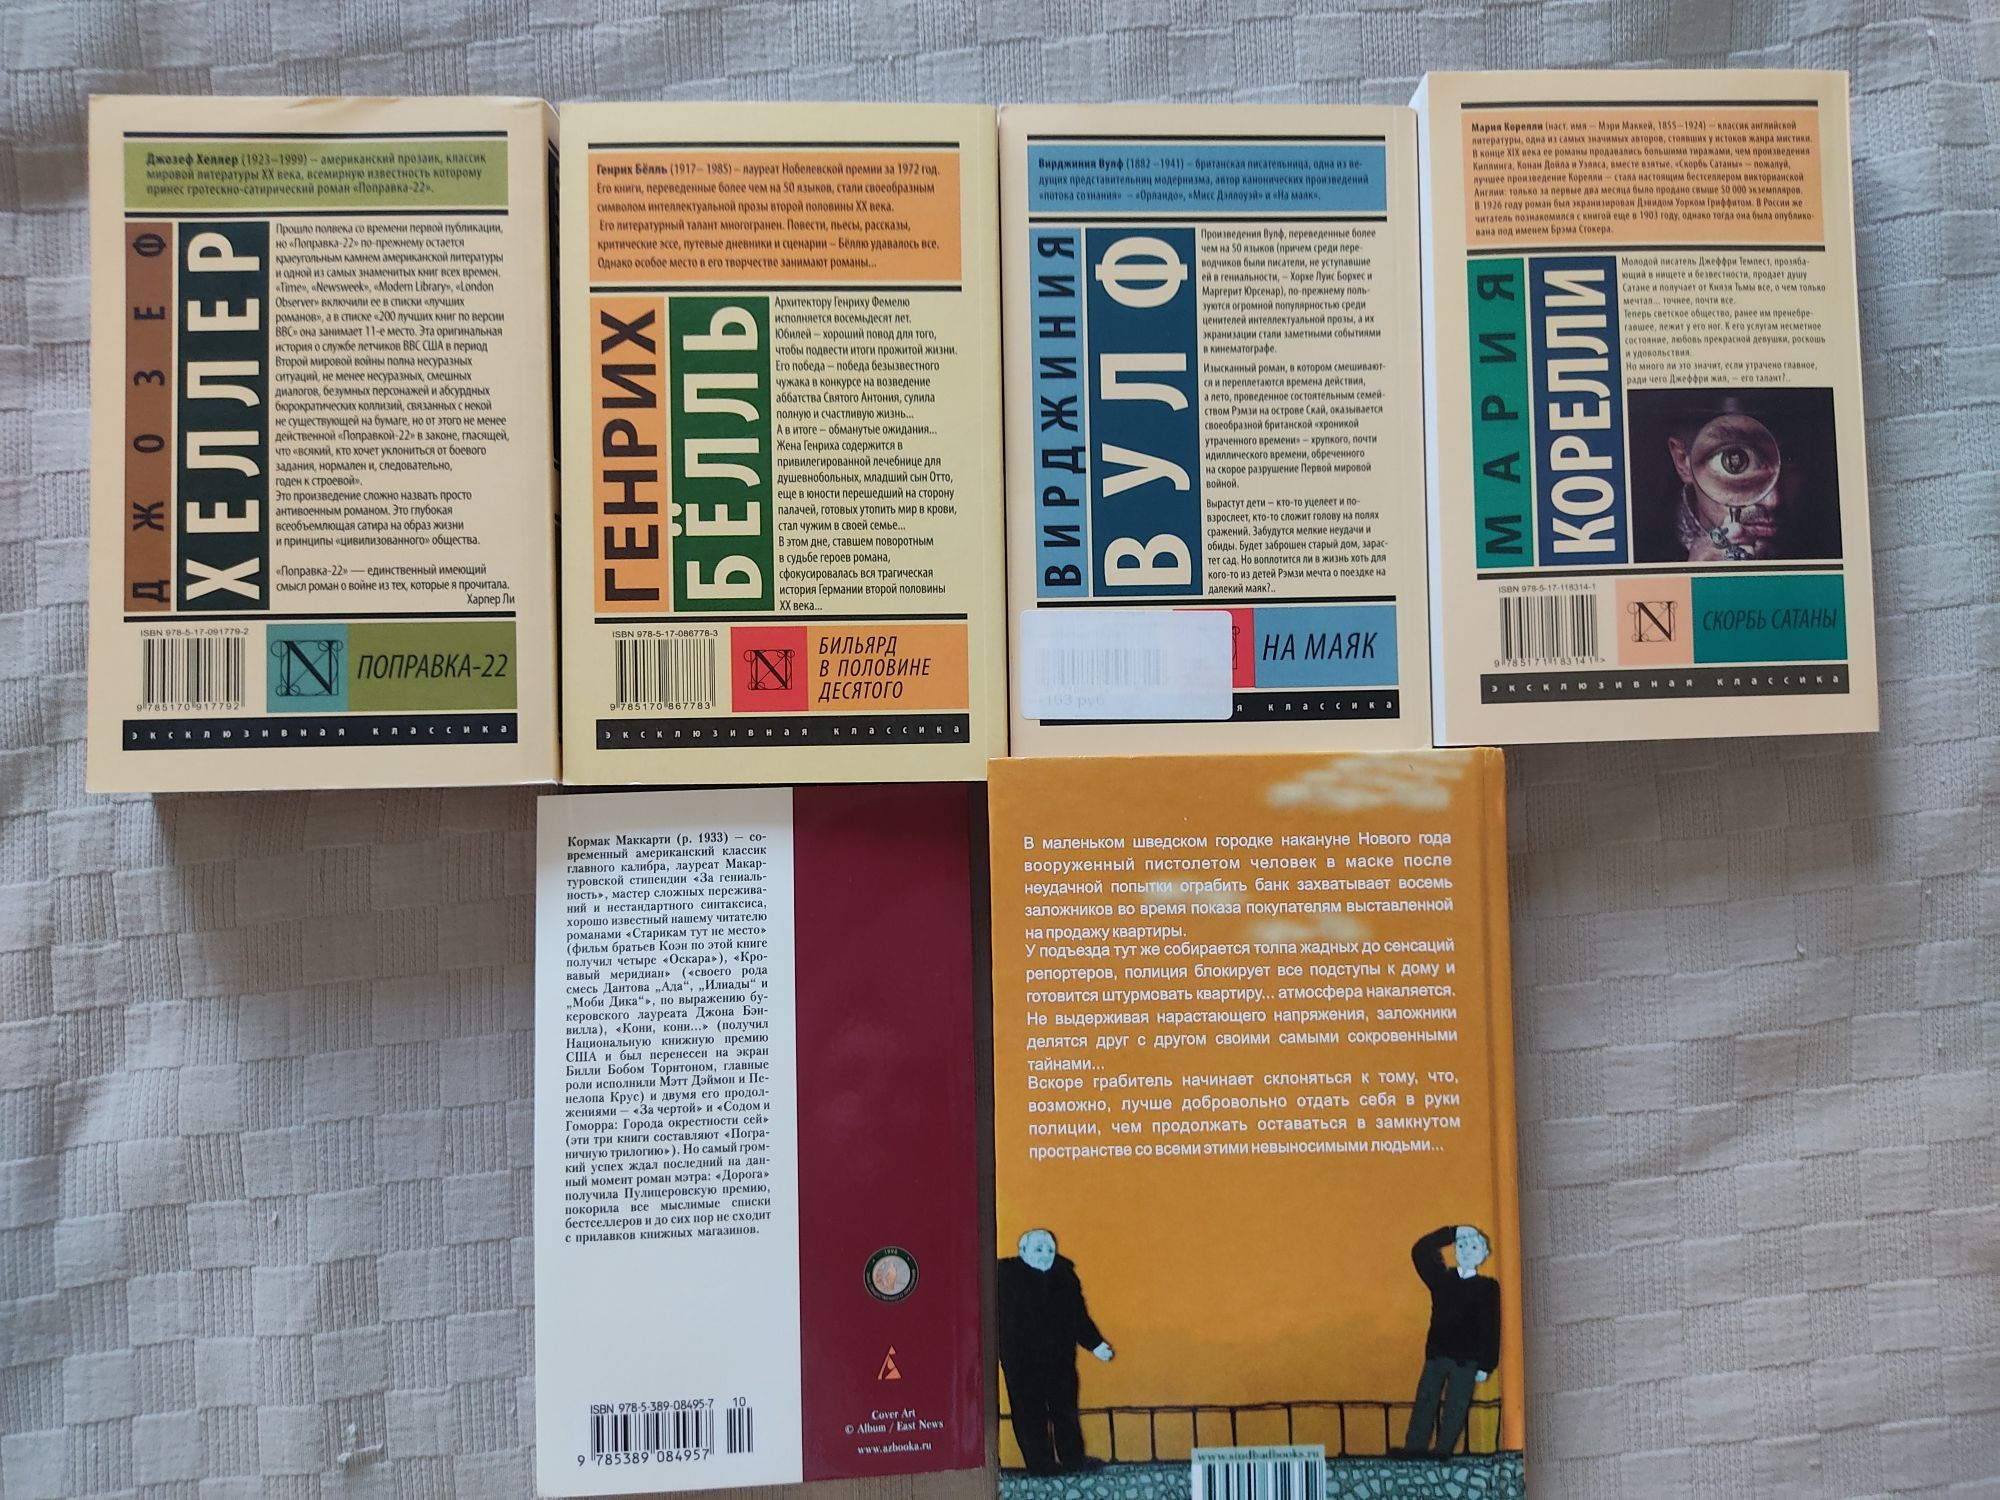 Джозеф Хеллер (1923–1999) – американский прозаик, классик
мировой литературы XX века, всемирную известность которому
принес гротескно-сатирический роман «Поправка-22».
ДЖОЗЕФ
ХЕЛЛЕР
Прошло полвека со времени первой публикации,
но «Поправка-22» по-прежнему остается
краеугольным камнем американской литературы
и одной из самых знаменитых книг всех времен.
«Time», «Newsweek», «Modern Library», «London
Observer» включили ее в списки «лучших
романов», а в списке «200 лучших книг по версии
BBC» она занимает 11-е место. Эта оригинальная
история о службе летчиков ВВС США в период
Второй мировой войны полна несуразных
ситуаций, не менее несуразных, смешных
диалогов, безумных персонажей и абсурдных
бюрократических коллизий, связанных с некой
не существующей на бумаге, но от этого не менее
действенной «Поправкой-22» в законе, гласящей,
что «всякий, кто хочет уклониться от боевого
задания, нормален и, следовательно,
годен к строевой».
Это произведение сложно назвать просто
антивоенным романом. Это глубокая
всеобъемлющая сатира на образ жизни
и принципы «цивилизованного» общества.
«Поправка-22» — единственный имеющий
смысл роман о войне из тех, которые я прочитала.
Харпер Ли
ISBN 978-5-17-091779-2
9 785170 917792
N
ПОПРАВКА-22
эксклюзивная классика
Генрих Бёлль (1917– 1985) – лауреат Нобелевской премии за 1972 год.
Его книги, переведенные более чем на 50 языков, стали своеобразным
символом интеллектуальной прозы второй половины XX века.
Его литературный талант многогранен. Повести, пьесы, рассказы,
критические эссе, путевые дневники и сценарии – Бёллю удавалось все.
Однако особое место в его творчестве занимают романы...
ГЕНРИХ
БЁЛЛЬ
Архитектору Генриху Фемелю
исполняется восемьдесят лет.
Юбилей – хороший повод для того,
чтобы подвести итоги прожитой жизни.
Его победа – победа безызвестного
чужака в конкурсе на возведение
аббатства Святого Антония, сулила
полную и счастливую жизнь...
А в итоге – обманутые ожидания...
Жена Генриха содержится в
привилегированной лечебнице для
душевнобольных, младший сын Отто,
еще в юности перешедший на сторону
палачей, готовых утопить мир в крови,
стал чужим в своей семье...
В этом дне, ставшем поворотным
в судьбе героев романа,
сфокусировалась вся трагическая
история Германии второй половины
XX века...
ISBN 978-5-17-086778-3
9 785170 867783
N
БИЛЬЯРД
В ПОЛОВИНЕ
ДЕСЯТОГО
эксклюзивная классика
Вирджиния Вулф (1882 –1941) – британская писательница, одна из ве-
дущих представительниц модернизма, автор канонических произведений
«потока сознания» – «Орландо», «Мисс Дэллоуэй» и «На маяк».
ВИРДЖИНИЯ
ВУЛФ
Произведения Вулф, переведенные более
чем на 50 языков (причем среди пере-
водчиков были писатели, не уступавшие
ей в гениальности, – Хорхе Луис Борхес и
Маргерит Юрсенар), по-прежнему поль-
зуются огромной популярностью среди
ценителей интеллектуальной прозы, а их
экранизации стали заметными событиями
в кинематографе.
Изысканный роман, в котором смешивают-
ся и переплетаются времена действия,
а лето, проведенное состоятельным семей-
ством Рэмзи на острове Скай, оказывается
своеобразной британской «хроникой
утраченного времени» – хрупкого, почти
идиллического времени, обреченного
на скорое разрушение Первой мировой
войной.
Вырастут дети – кто-то уцелеет и по-
взрослеет, кто-то сложит голову на полях
сражений. Забудутся мелкие неудачи и
обиды. Будет заброшен старый дом, зарас-
тет сад. Но воплотится ли в жизнь хоть для
кого-то из детей Рэмзи мечта о поездке на
далекий маяк?..
163 руб
НА МАЯК
я классика
Мария Корелли (наст. имя – Мэри Маккей, 1855–1924) – классик английской
литературы, одна из самых значимых авторов, стоявших у истоков жанра мистики.
В конце XIX века ее романы продавались большими тиражами, чем произведения
Киплинга, Конан Дойла и Уэллса, вместе взятые. «Скорбь Сатаны» – пожалуй,
лучшее произведение Корелли – стала настоящим бестселлером викторианской
Англии: только за первые два месяца было продано свыше 50 000 экземпляров.
В 1926 году роман был экранизирован Дэвидом Уорком Гриффитом. В России же
читатель познакомился с книгой еще в 1903 году, однако тогда она была опублико-
вана под именем Брэма Стокера.
МАРИЯ
КОРЕЛЛИ
Молодой писатель Джеффри Темпест, прозяба-
ющий в нищете и безвестности, продает душу
Сатане и получает от Князя Тьмы все, о чем только
мечтал... точнее, почти все.
Теперь светское общество, ранее им пренебре-
гавшее, лежит у его ног. К его услугам несметное
состояние, любовь прекрасной девушки, роскошь
и удовольствия.
Но много ли это значит, если утрачено главное,
ради чего Джеффри жил, – его талант?..
ISBN 978-5-17-118314-1
9 785171 183141 >
N
СКОРБЬ САТАНЫ
эксклюзивная классика
Кормак Маккарти (р. 1933) – со-
временный американский классик
главного калибра, лауреат Макар-
туровской стипендии «За гениаль-
ность», мастер сложных пережива-
ний и нестандартного синтаксиса,
хорошо известный нашему читателю
романами «Старикам тут не место»
(фильм братьев Коэн по этой книге
получил четыре «Оскара»), «Кро-
вавый меридиан» («своего рода
смесь Дантова „Ада“, „Илиады“ и
„Моби Дика“», по выражению бу-
керовского лауреата Джона Бэн-
вилла), «Кони, кони...» (получил
Национальную книжную премию
США и был перенесен на экран
Билли Бобом Торнтоном, главные
роли исполнили Мэтт Дэймон и Пе-
нелопа Крус) и двумя его продол-
жениями – «За чертой» и «Содом и
Гоморра: Города окрестности сей»
(эти три книги составляют «Погра-
ничную трилогию»). Но самый гром-
кий успех ждал последний на дан-
ный момент роман мэтра: «Дорога»
получила Пулицеровскую премию,
покорила все мыслимые списки
бестселлеров и до сих пор не сходит
с прилавков книжных магазинов.
1998
ISBN 978-5-389-08495-7
10
9 785389 084957
Cover Art
© Album / East News
www.azbooka.ru
В маленьком шведском городке накануне Нового года
вооруженный пистолетом человек в маске после
неудачной попытки ограбить банк захватывает восемь
заложников во время показа покупателям выставленной
на продажу квартиры.
У подъезда тут же собирается толпа жадных до сенсаций
репортеров, полиция блокирует все подступы к дому и
готовится штурмовать квартиру... атмосфера накаляется.
Не выдерживая нарастающего напряжения, заложники
делятся друг с другом своими самыми сокровенными
тайнами...
Вскоре грабитель начинает склоняться к тому, что,
возможно, лучше добровольно отдать себя в руки
полиции, чем продолжать оставаться в замкнутом
пространстве со всеми этими невыносимыми людьми...
www.sindbadbooks.ru